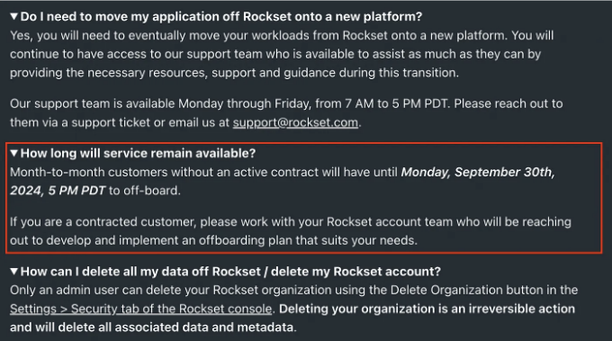 ▼Do I need to move my application off Rockset onto a new platform?
Yes, you will need to eventually move your workloads from Rockset onto a new platform. You will
continue to have access to our support team who is available to assist as much as they can by
providing the necessary resources, support and guidance during this transition.
Our support team is available Monday through Friday, from 7 AM to 5 PM PDT. Please reach out to
them via a support ticket or email us at support@rockset.com.
▼How long will service remain available?
Month-to-month customers without an active contract will have until Monday, September 30th,
2024, 5 PM PDT to off-board.
If you are a contracted customer, please work with your Rockset account team who will be reaching
out to develop and implement an offboarding plan that suits your needs.
▼How can I delete all my data off Rockset / delete my Rockset account?
Only an admin user can delete your Rockset organization using the Delete Organization button in the
Settings > Security tab of the Rockset console. Deleting your organization is an irreversible action
and will delete all associated data and metadata.